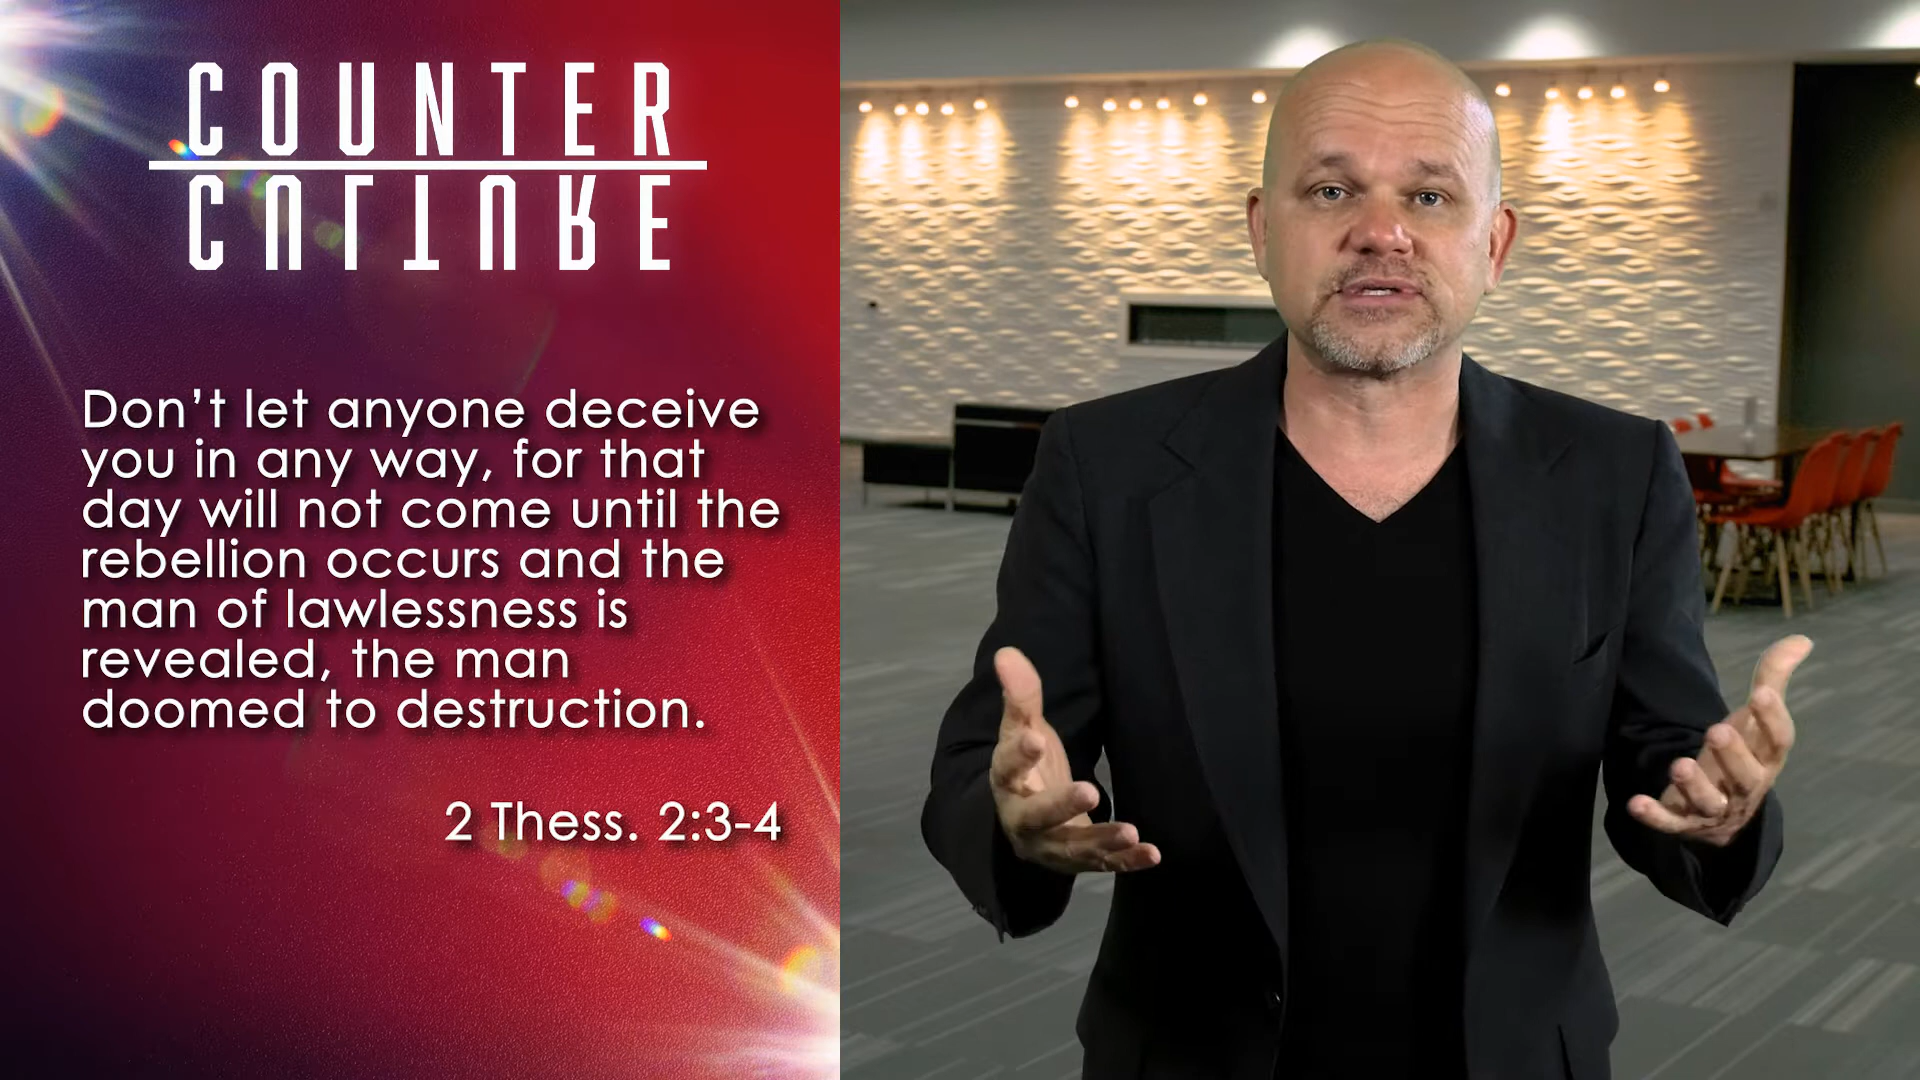 COUNTER
CULTURE
Don’t let anyone deceive
you in any way, for that
day will not come until the
rebellion occurs and the
man of lawlessness is
revealed, the man
doomed to destruction.
2 Thess. 2:3-4